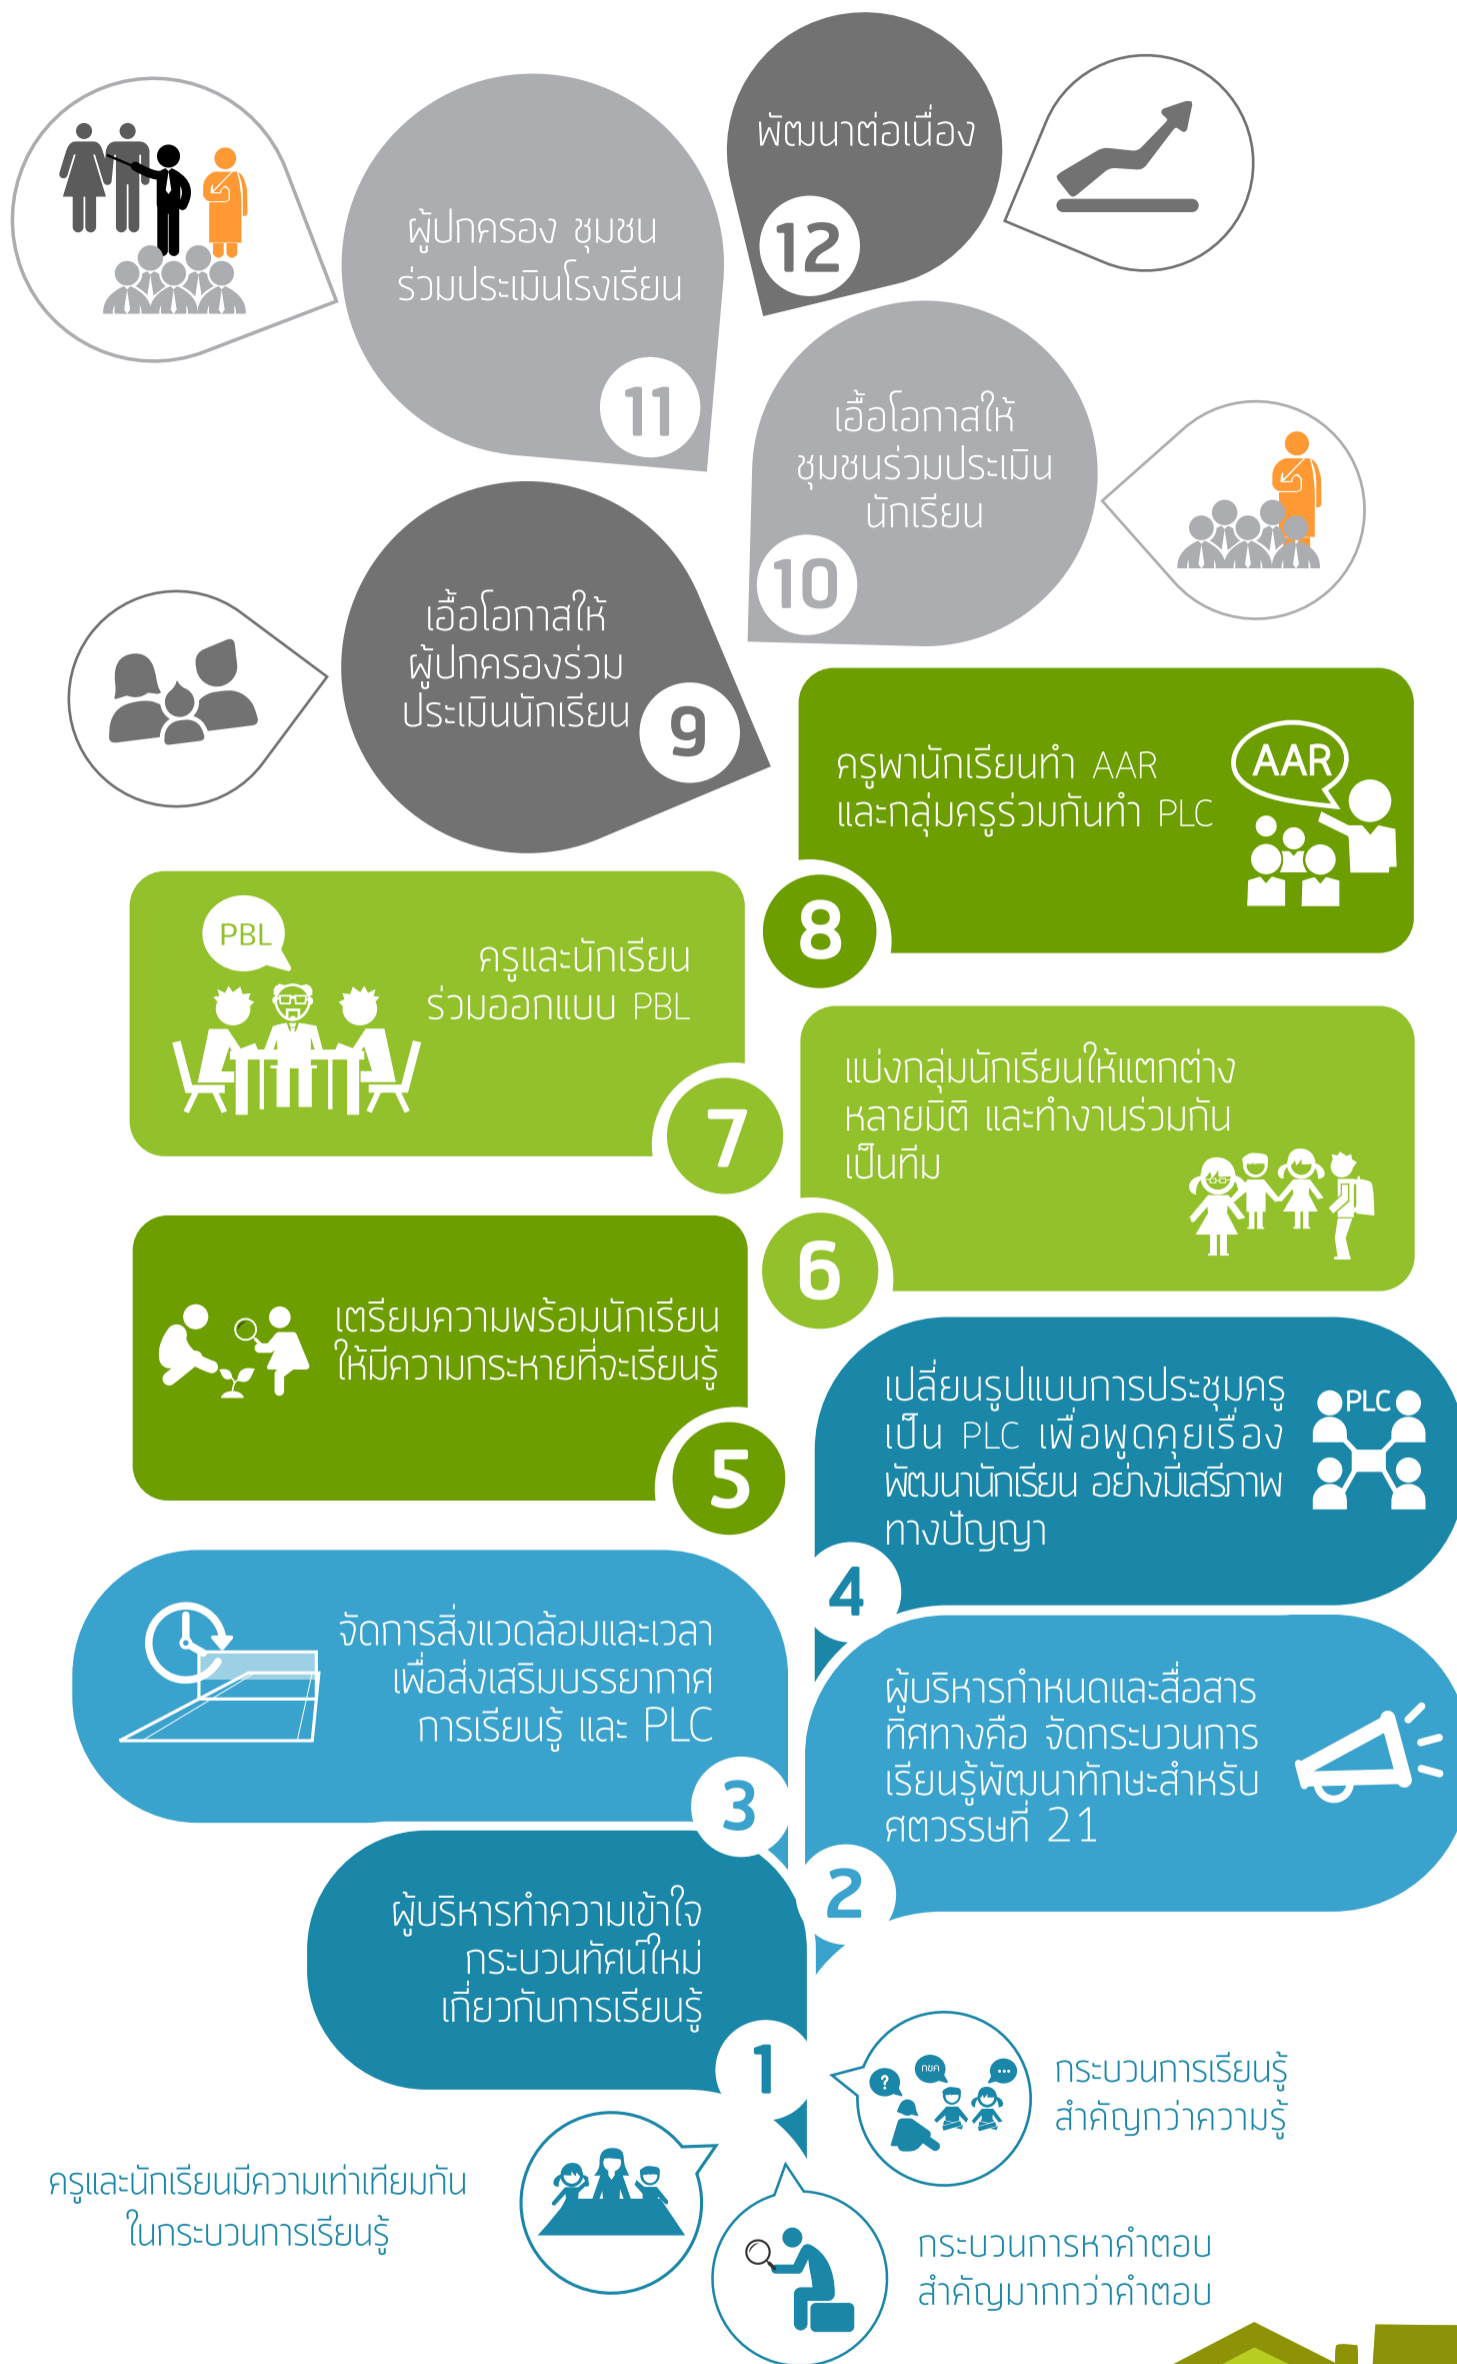 พัฒนาต่อเนื่อง
12
ผู้ปกครอง ชุมชน
ร่วมประเมินโรงเรียน
11
เอื้อโอกาสให้
ชุมชนร่วมประเมิน
นักเรียน
10
เอื้อโอกาสให้
ผู้ปกครองร่วม
ประเมินนักเรียน
9
ครูพานักเรียนทำ AAR
และกลุ่มครูร่วมกันทำ PLC
AAR
8
PBL
ครูและนักเรียน
ร่วมออกแบบ PBL
7
แบ่งกลุ่มนักเรียนให้แตกต่าง
หลายมิติ และทำงานร่วมกัน
เป็นทีม
6
เตรียมความพร้อมนักเรียน
ให้มีความกระหายที่จะเรียนรู้
5
เปลี่ยนรูปแบบการประชุมครู
เป็น PLC เพื่อพูดคุยเรื่อง
พัฒนานักเรียน อย่างมีเสรีภาพ
ทางปัญญา
PLC
4
จัดการสิ่งแวดล้อมและเวลา
เพื่อส่งเสริมบรรยากาศ
การเรียนรู้ และ PLC
3
ผู้บริหารกำหนดและสื่อสาร
ทิศทางคือ จัดกระบวนการ
เรียนรู้พัฒนาทักษะสำหรับ
ศตวรรษที่ 21
2
ผู้บริหารทำความเข้าใจ
กระบวนทัศน์ใหม่
เกี่ยวกับการเรียนรู้
1
?
กขค
...
กระบวนการเรียนรู้
สำคัญกว่าความรู้
ครูและนักเรียนมีความเท่าเทียมกัน
ในกระบวนการเรียนรู้
กระบวนการหาคำตอบ
สำคัญมากกว่าคำตอบ